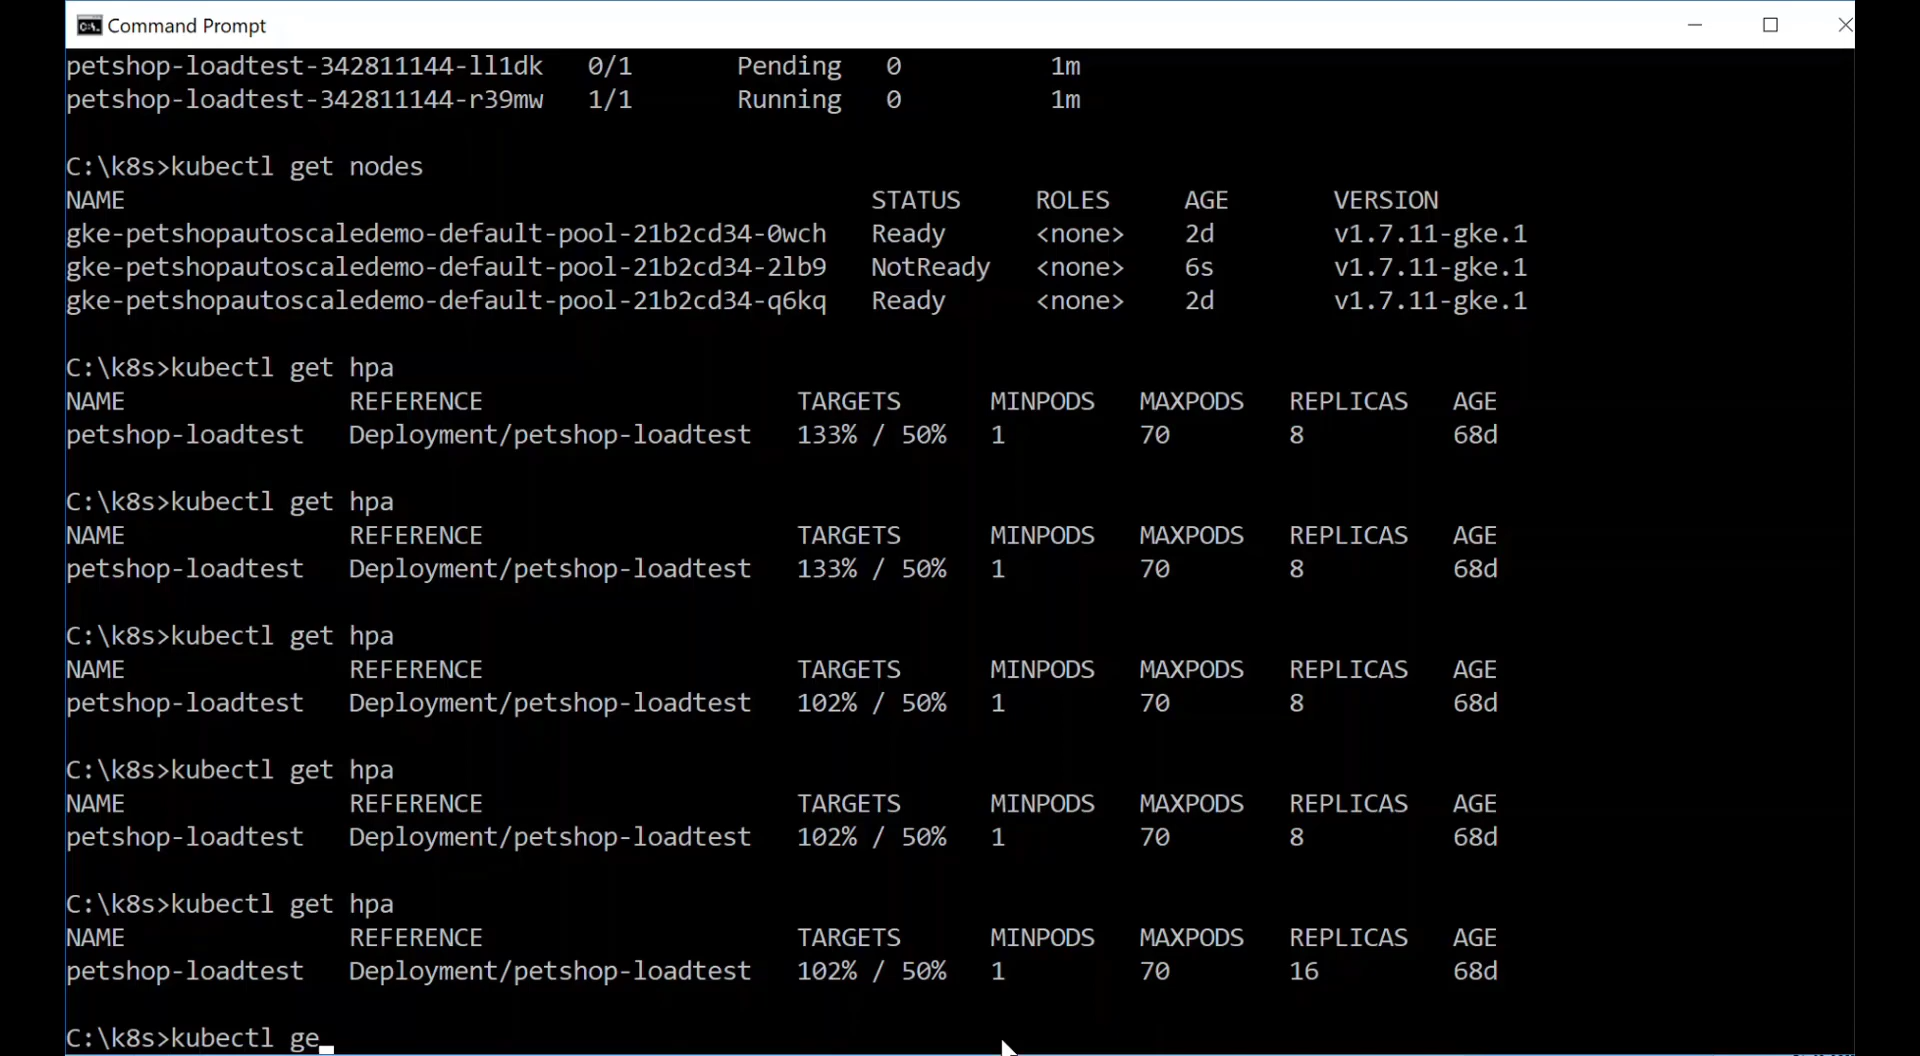 Command Prompt
petshop-loadtest-342811144-ll1dk   0/1       Pending   0          1m
petshop-loadtest-342811144-r39mw   1/1       Running   0          1m
C:\k8s>kubectl get nodes
NAME                                               STATUS     ROLES     AGE       VERSION
gke-petshopautoscaledemo-default-pool-21b2cd34-0wch   Ready      <none>    2d        v1.7.11-gke.1
gke-petshopautoscaledemo-default-pool-21b2cd34-2lb9   NotReady   <none>    6s        v1.7.11-gke.1
gke-petshopautoscaledemo-default-pool-21b2cd34-q6kq   Ready      <none>    2d        v1.7.11-gke.1
C:\k8s>kubectl get hpa
NAME               REFERENCE                     TARGETS      MINPODS   MAXPODS   REPLICAS   AGE
petshop-loadtest   Deployment/petshop-loadtest   133% / 50%   1         70        8          68d
C:\k8s>kubectl get hpa
NAME               REFERENCE                     TARGETS      MINPODS   MAXPODS   REPLICAS   AGE
petshop-loadtest   Deployment/petshop-loadtest   133% / 50%   1         70        8          68d
C:\k8s>kubectl get hpa
NAME               REFERENCE                     TARGETS      MINPODS   MAXPODS   REPLICAS   AGE
petshop-loadtest   Deployment/petshop-loadtest   102% / 50%   1         70        8          68d
C:\k8s>kubectl get hpa
NAME               REFERENCE                     TARGETS      MINPODS   MAXPODS   REPLICAS   AGE
petshop-loadtest   Deployment/petshop-loadtest   102% / 50%   1         70        8          68d
C:\k8s>kubectl get hpa
NAME               REFERENCE                     TARGETS      MINPODS   MAXPODS   REPLICAS   AGE
petshop-loadtest   Deployment/petshop-loadtest   102% / 50%   1         70        16         68d
C:\k8s>kubectl ge